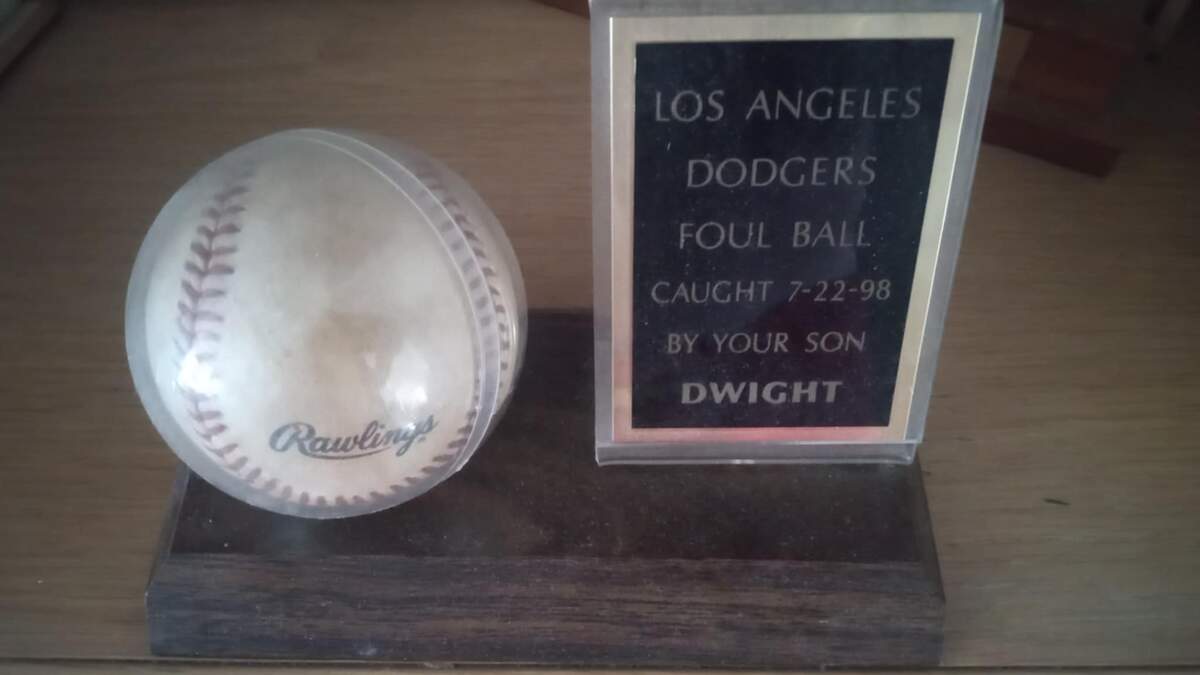 Rawlings
LOS ANGELES
DODGERS
FOUL BALL
CAUGHT 7-22-98
BY YOUR SON
DWIGHT